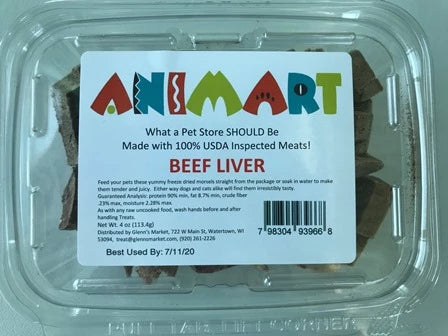 ANIMART
What a Pet Store SHOULD Be
Made with 100% USDA Inspected Meats!
BEEF LIVER
Feed your pets these yummy freeze dried morsels straight from the package or soak in water to make
them tender and juicy. Either way dogs and cats alike will find them irresistibly tasty.
Guaranteed Analysis: protein 90% min, fat 8.7% min, crude fiber
.23% max, moisture 2.28% max.
As with any raw uncooked food, wash hands before and after
handling Treats.
Net Wt. 4 oz (113.4g)
Distributed by Glenn's Market, 722 W Main St, Watertown, WI
53094, treat@glennsmarket.com, (920) 261-2226
7 98304 93966 8
Best Used By: 7/11/20
PULL TAB AT CORNER